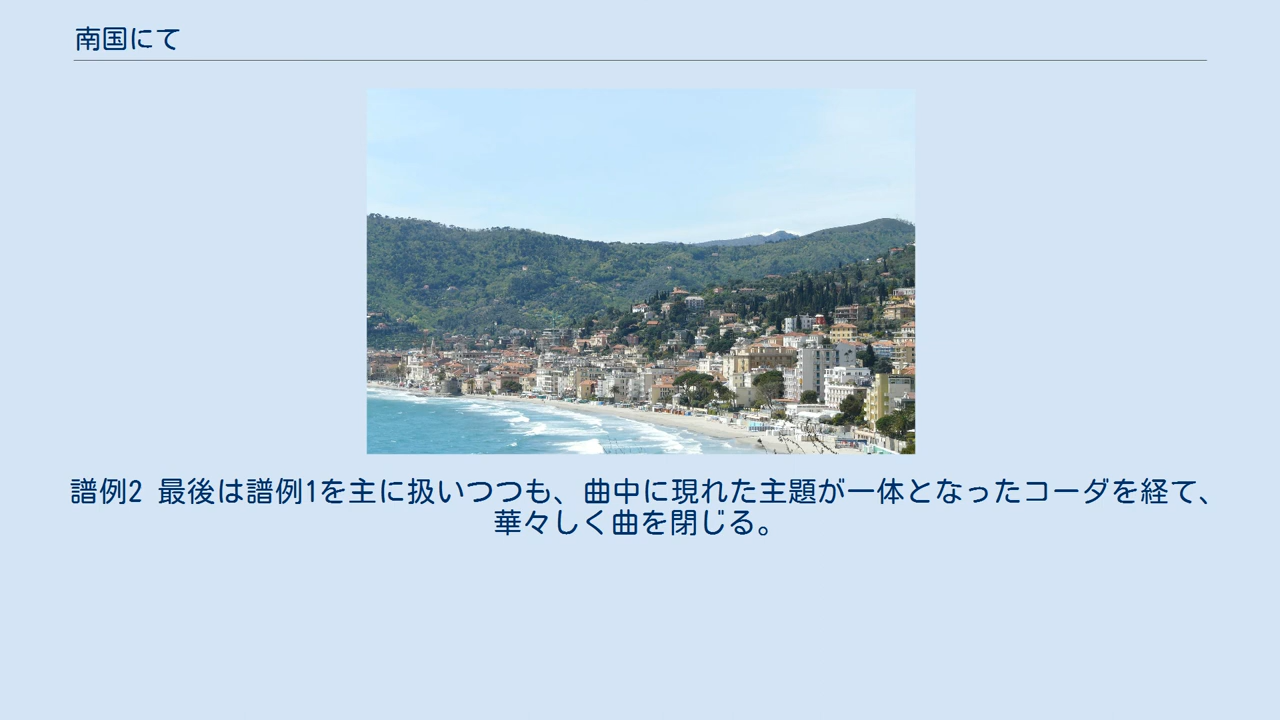 南国にて
譜例2 最後は譜例1を主に扱いつつも、曲中に現れた主題が一体となったコーダを経て、
華々しく曲を閉じる。